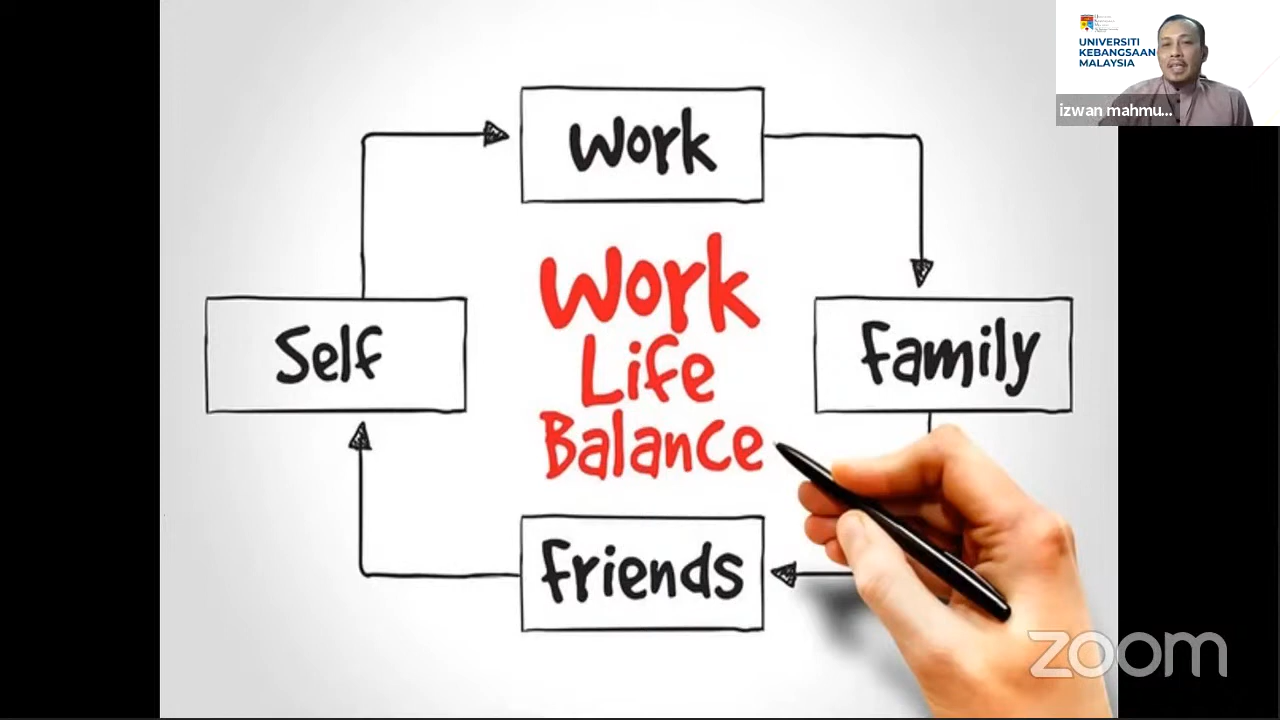 UNIVERSITI
KEBANGSAAN
MALAYSIA
izwan mahmu...
Work
Work
Life
Balance
Self
Family
Friends
zoom